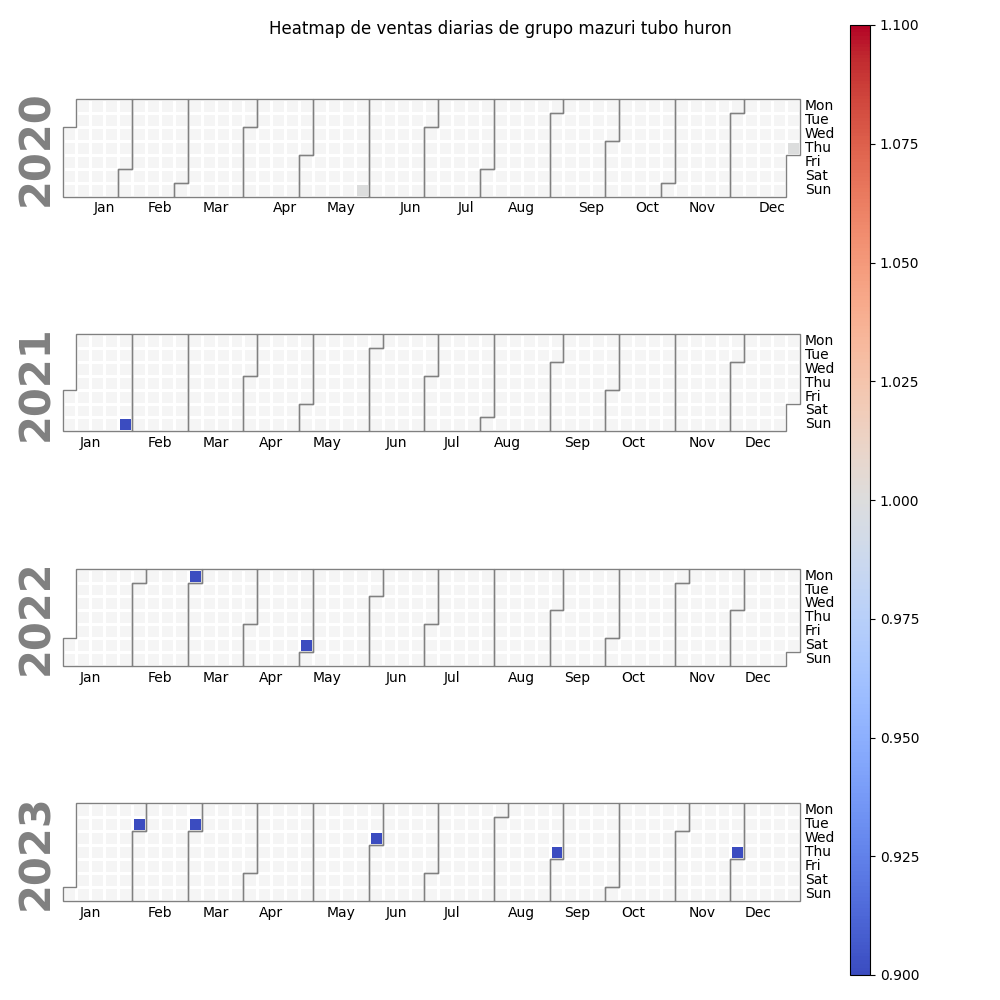 Heatmap de ventas diarias de grupo mazuri tubo huron
2020
Mon
Tue
Wed
Thu
Fri
Sat
Sun
Jan Feb Mar Apr May Jun Jul Aug Sep Oct Nov Dec
2021
Mon
Tue
Wed
Thu
Fri
Sat
Sun
Jan Feb Mar Apr May Jun Jul Aug Sep Oct Nov Dec
2022
Mon
Tue
Wed
Thu
Fri
Sat
Sun
Jan Feb Mar Apr May Jun Jul Aug Sep Oct Nov Dec
2023
Mon
Tue
Wed
Thu
Fri
Sat
Sun
Jan Feb Mar Apr May Jun Jul Aug Sep Oct Nov Dec
1.100
1.075
1.050
1.025
1.000
0.975
0.950
0.925
0.900